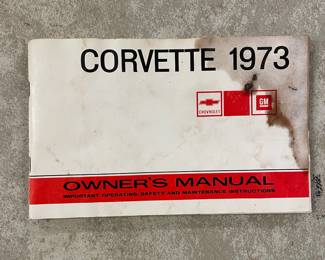 CORVETTE 1973
CHEVROLET
GM
OWNER'S MANUAL
IMPORTANT OPERATING, SAFETY AND MAINTENANCE INSTRUCTIONS